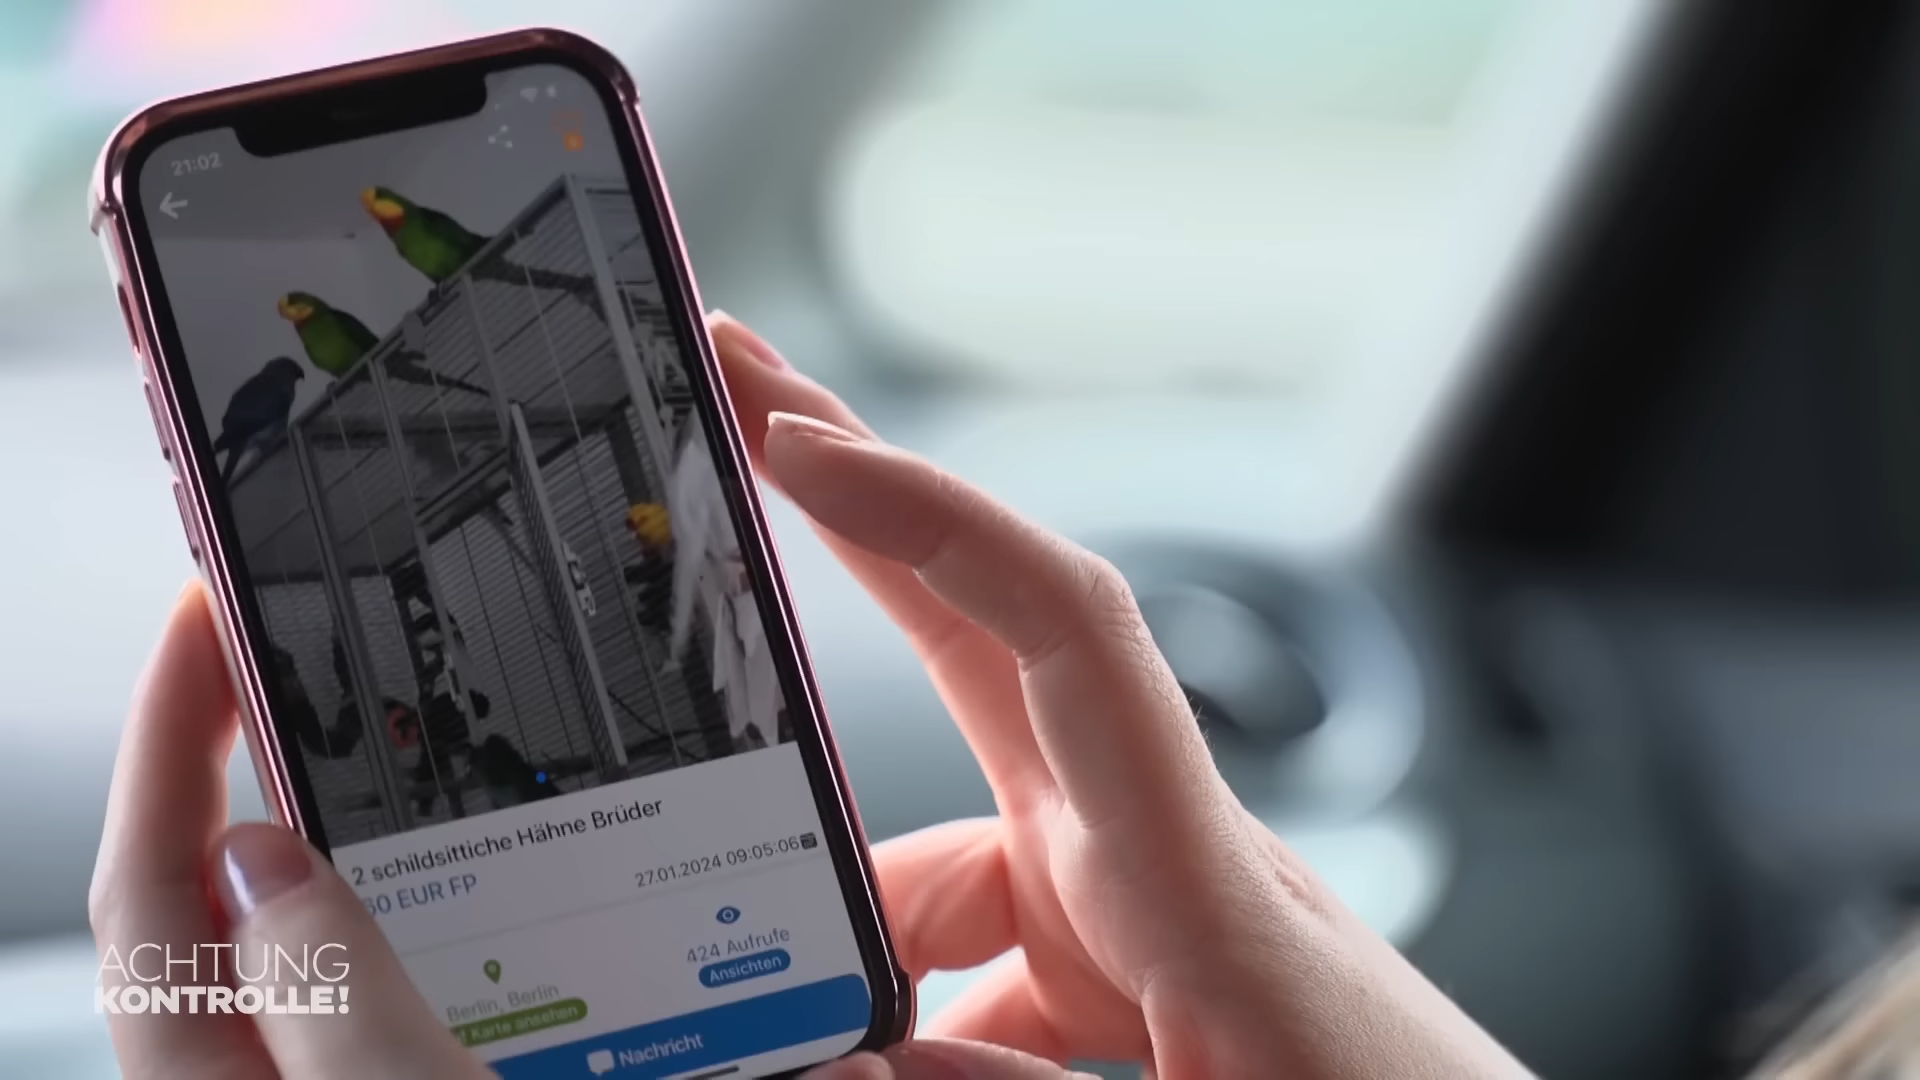 21:02
2 schildsittiche Hähne Brüder
60 EUR FP
27.01.2024 09:05:06
424 Aufrufe
Ansichten
Berlin, Berlin
Karte ansehen
Nachricht
ACHTUNG
KONTROLLE!